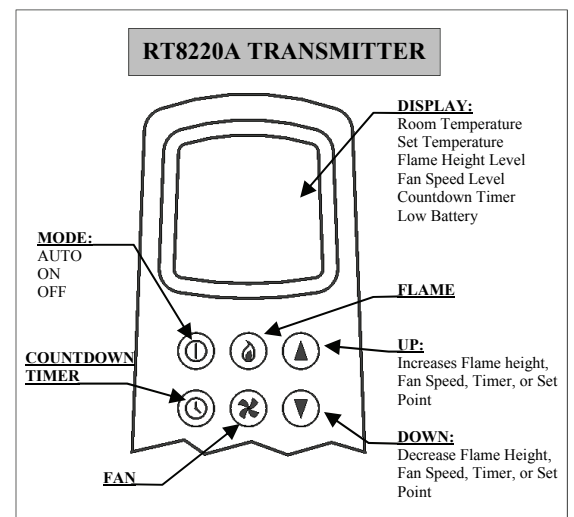 RT8220A TRANSMITTER
DISPLAY:
Room Temperature
Set Temperature
Flame Height Level
Fan Speed Level
Countdown Timer
Low Battery
MODE:
AUTO
ON
OFF
FLAME
COUNTDOWN
TIMER
UP:
Increases Flame height,
Fan Speed, Timer, or Set
Point
DOWN:
Decrease Flame Height,
Fan Speed, Timer, or Set
Point
FAN